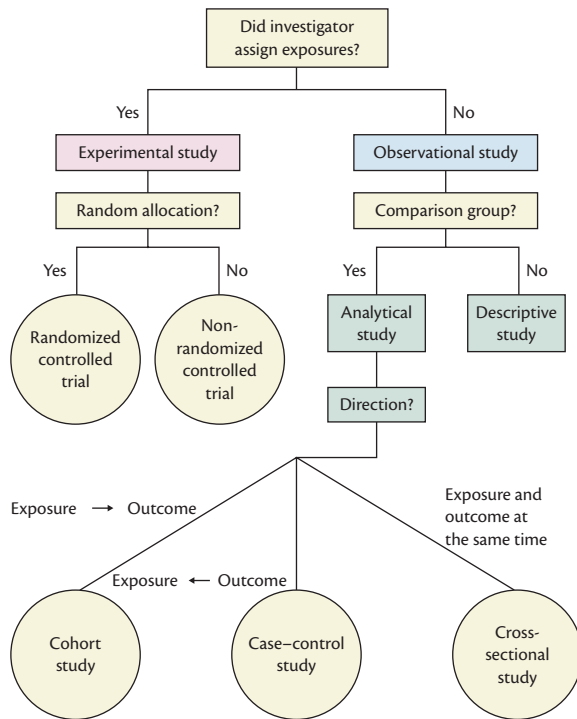 Did investigator
assign exposures?
Yes
No
Experimental study
Observational study
Random allocation?
Comparison group?
Yes
No
Yes
No
Randomized
controlled
trial
Non-
randomized
controlled
trial
Analytical
study
Descriptive
study
Direction?
Exposure → Outcome
Exposure and
outcome at
the same time
Exposure ← Outcome
Cohort
study
Case–control
study
Cross-
sectional
study